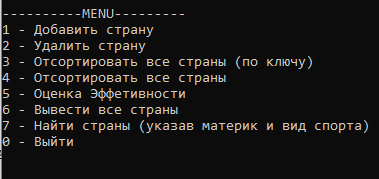 ----------MENU---------
1 - Добавить страну
2 - Удалить страну
3 - Отсортировать все страны (по ключу)
4 - Отсортировать все страны
5 - Оценка Эффетивности
6 - Вывести все страны
7 - Найти страны (указав материк и вид спорта)
0 - Выйти